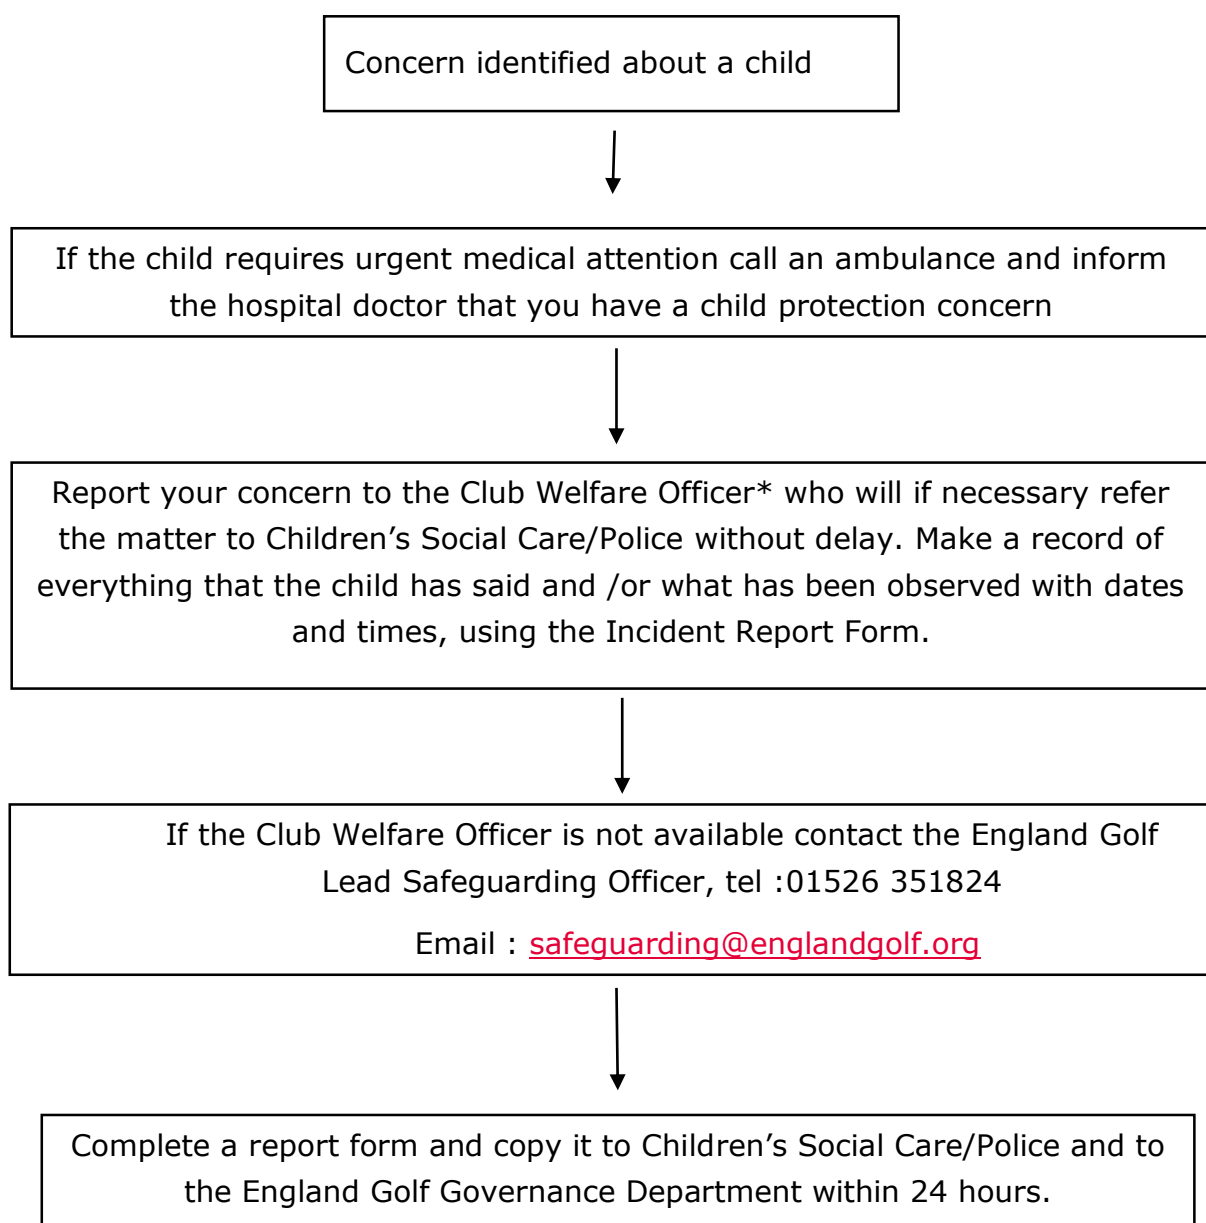 Concern identified about a child
If the child requires urgent medical attention call an ambulance and inform
the hospital doctor that you have a child protection concern
Report your concern to the Club Welfare Officer* who will if necessary refer
the matter to Children’s Social Care/Police without delay. Make a record of
everything that the child has said and /or what has been observed with dates
and times, using the Incident Report Form.
If the Club Welfare Officer is not available contact the England Golf
Lead Safeguarding Officer, tel :01526 351824
Email : safeguarding@englandgolf.org
Complete a report form and copy it to Children’s Social Care/Police and to
the England Golf Governance Department within 24 hours.